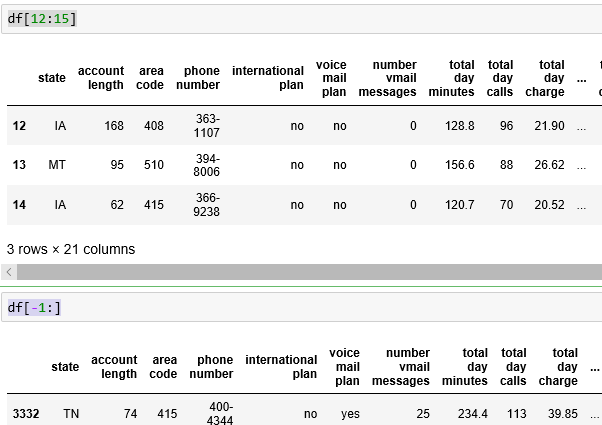 df[12:15]
state account length area code phone number international plan voice mail plan number vmail messages total day minutes total day calls total day charge ...
12 IA 168 408 363-1107 no no 0 128.8 96 21.90 ...
13 MT 95 510 394-8006 no no 0 156.6 88 26.62 ...
14 IA 62 415 366-9238 no no 0 120.7 70 20.52 ...
3 rows × 21 columns
df[-1:]
state account length area code phone number international plan voice mail plan number vmail messages total day minutes total day calls total day charge ...
3332 TN 74 415 400-4344 no yes 25 234.4 113 39.85 ...